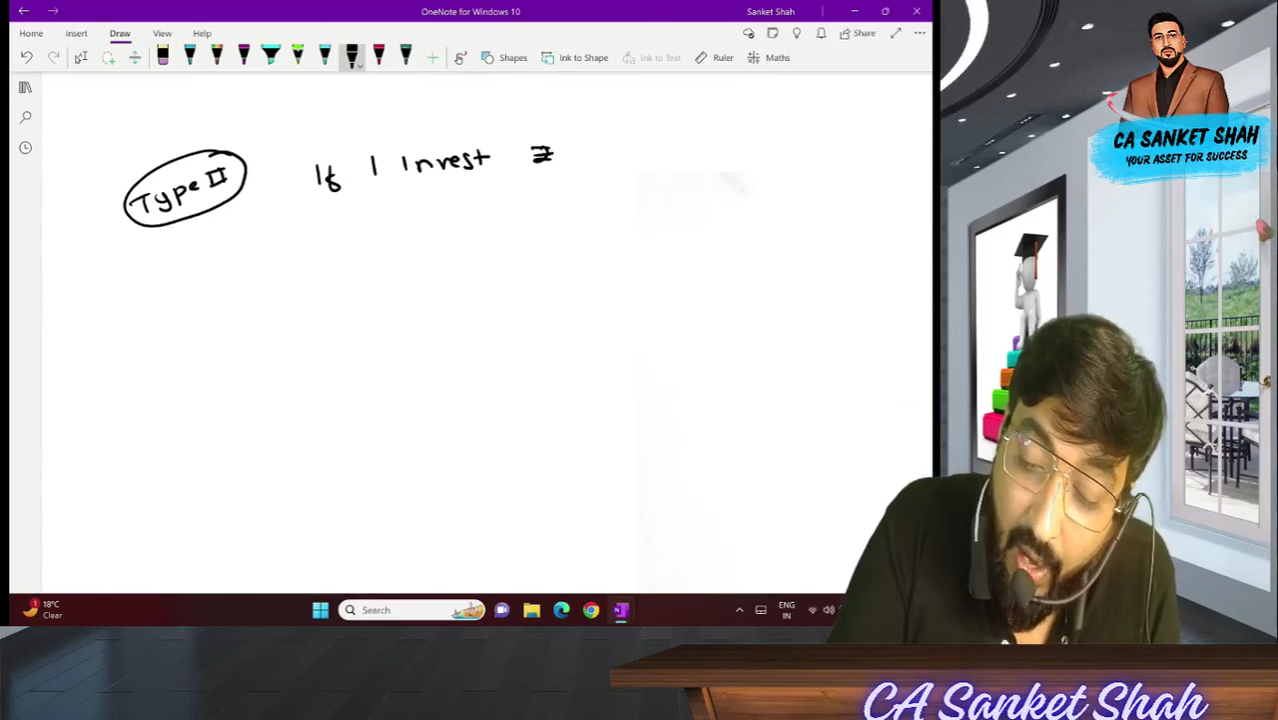 OneNote for Windows 10
Sanket Shah
Home Insert Draw View Help
Share
Shapes Ink to Shape Ink to Text Ruler Maths
Type II If I invest
18°C
Clear
Search
ENG
IN
CA SANKET SHAH
YOUR ASSET FOR SUCCESS
CA Sanket Shah